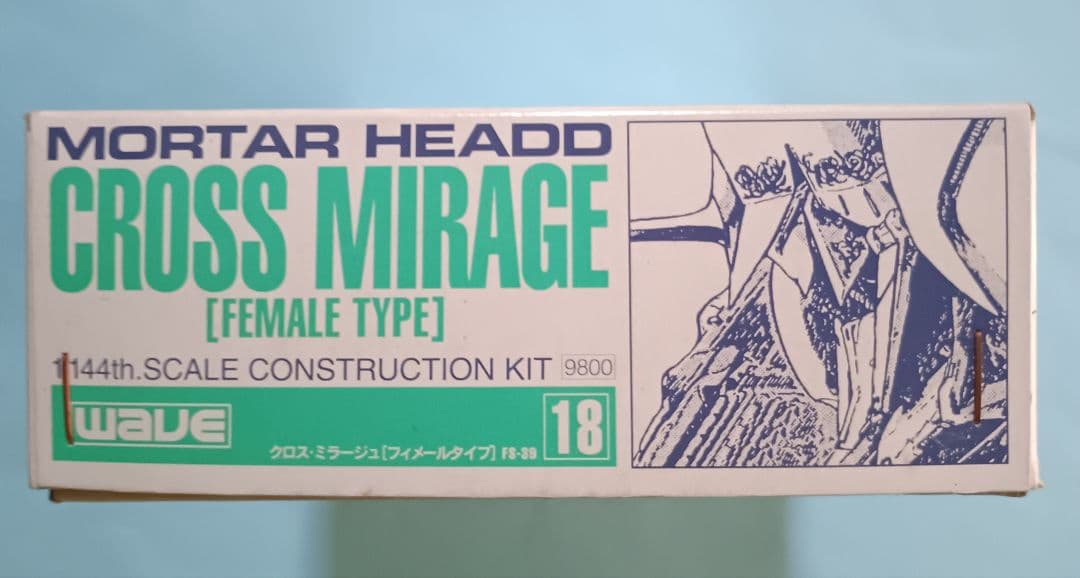 MORTAR HEADD
CROSS MIRAGE
[FEMALE TYPE]
1/144th. SCALE CONSTRUCTION KIT 9800
wave
18
クロス・ミラージュ[フィメールタイプ] FS-39